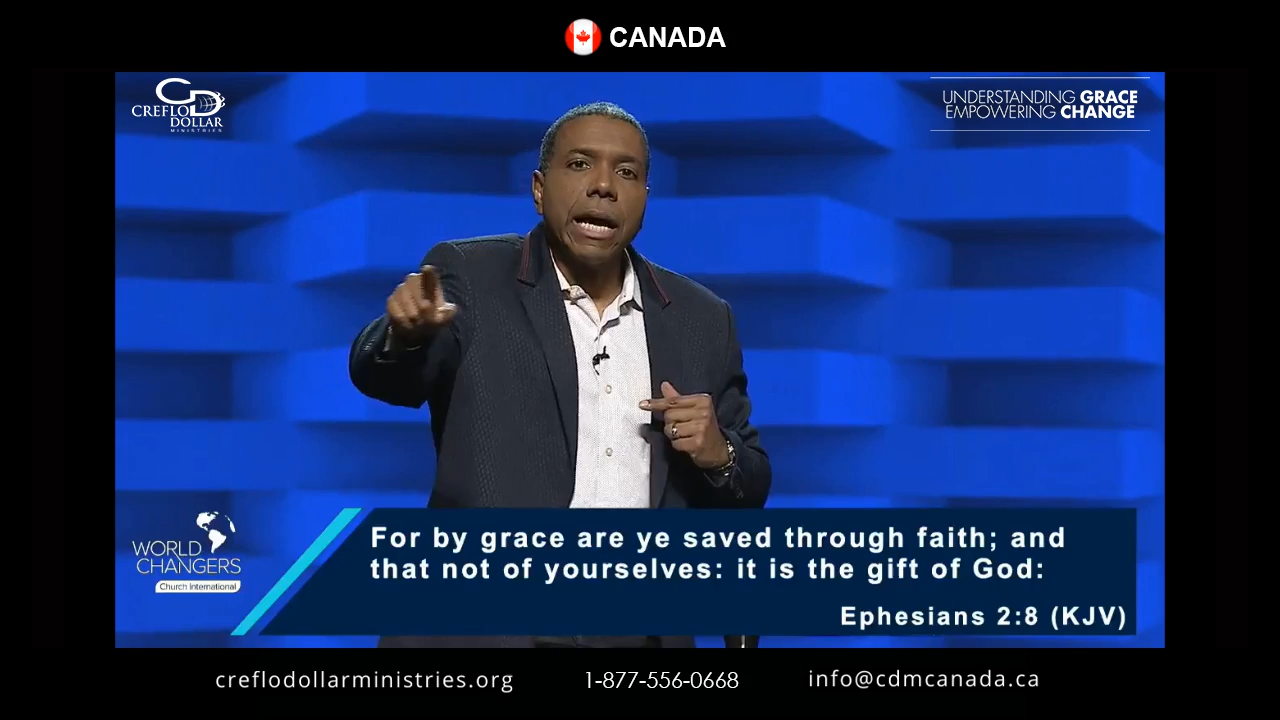 CANADA
CREFLO
DOLLAR
MINISTRIES
UNDERSTANDING GRACE
EMPOWERING CHANGE
WORLD
CHANGERS
Church International
For by grace are ye saved through faith; and
that not of yourselves: it is the gift of God:
Ephesians 2:8 (KJV)
creflodollarministries.org
1-877-556-0668
info@cdmcanada.ca